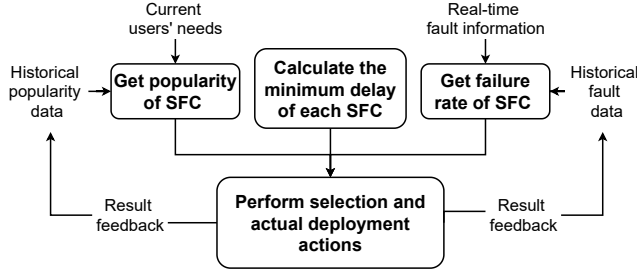 Current
users' needs
Real-time
fault information
Historical
popularity
data
Get popularity
of SFC
Calculate the
minimum delay
of each SFC
Get failure
rate of SFC
Historical
fault
data
Result
feedback
Perform selection and
actual deployment
actions
Result
feedback